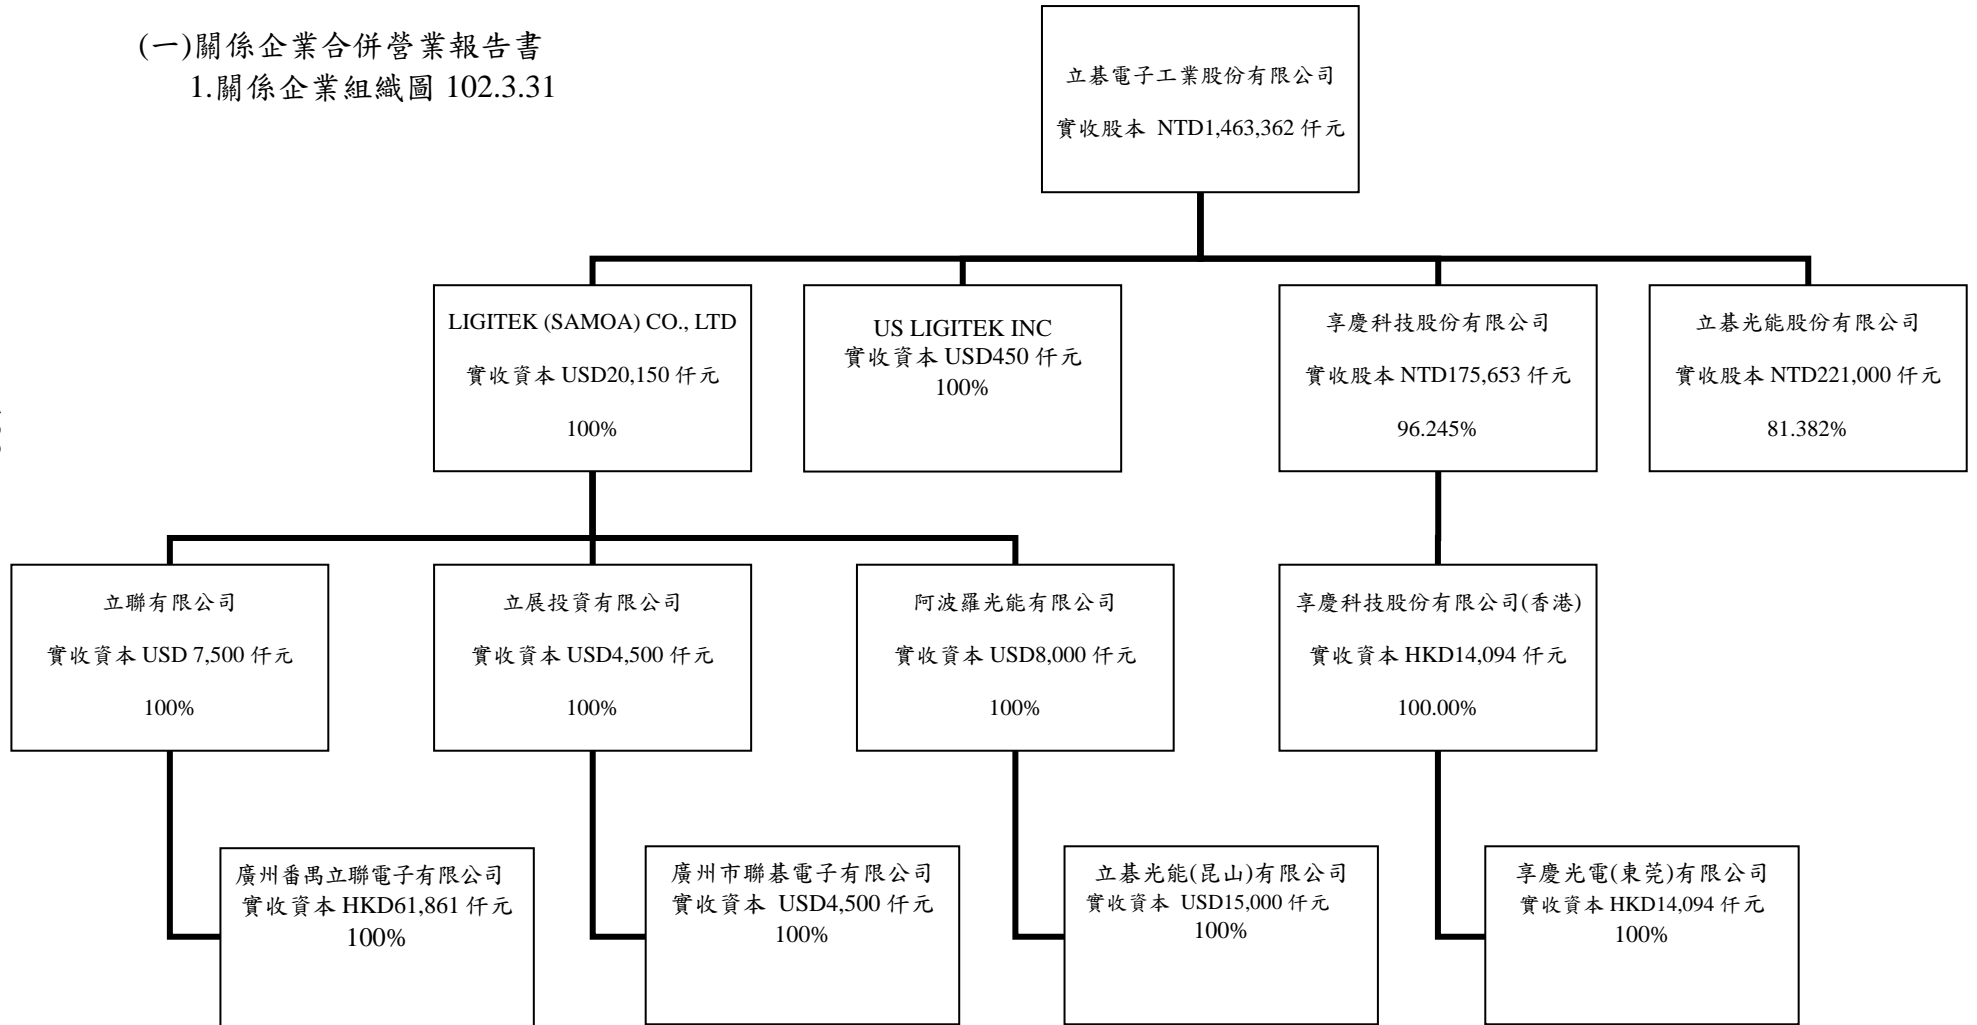 (一)關係企業合併營業報告書
1.關係企業組織圖 102.3.31
立碁電子工業股份有限公司
實收股本 NTD1,463,362 仟元
LIGITEK (SAMOA) CO., LTD
實收資本 USD20,150 仟元
100%
US LIGITEK INC
實收資本 USD450 仟元
100%
享慶科技股份有限公司
實收股本 NTD175,653 仟元
96.245%
立碁光能股份有限公司
實收股本 NTD221,000 仟元
81.382%
立聯有限公司
實收資本 USD 7,500 仟元
100%
立展投資有限公司
實收資本 USD4,500 仟元
100%
阿波羅光能有限公司
實收資本 USD8,000 仟元
100%
享慶科技股份有限公司(香港)
實收資本 HKD14,094 仟元
100.00%
廣州番禺立聯電子有限公司
實收資本 HKD61,861 仟元
100%
廣州市聯碁電子有限公司
實收資本 USD4,500 仟元
100%
立碁光能(昆山)有限公司
實收資本 USD15,000 仟元
100%
享慶光電(東莞)有限公司
實收資本 HKD14,094 仟元
100%